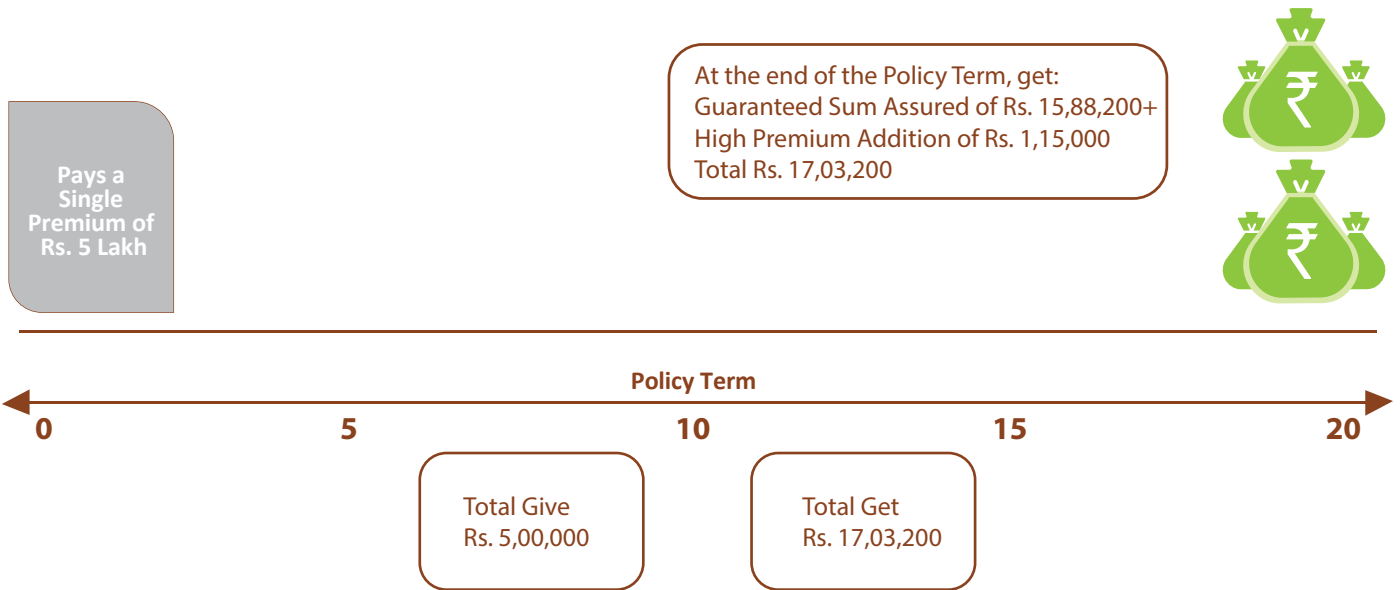 Pays a
Single
Premium of
Rs. 5 Lakh
At the end of the Policy Term, get:
Guaranteed Sum Assured of Rs. 15,88,200+
High Premium Addition of Rs. 1,15,000
Total Rs. 17,03,200
₹
₹
Policy Term
0 5 10 15 20
Total Give
Rs. 5,00,000
Total Get
Rs. 17,03,200